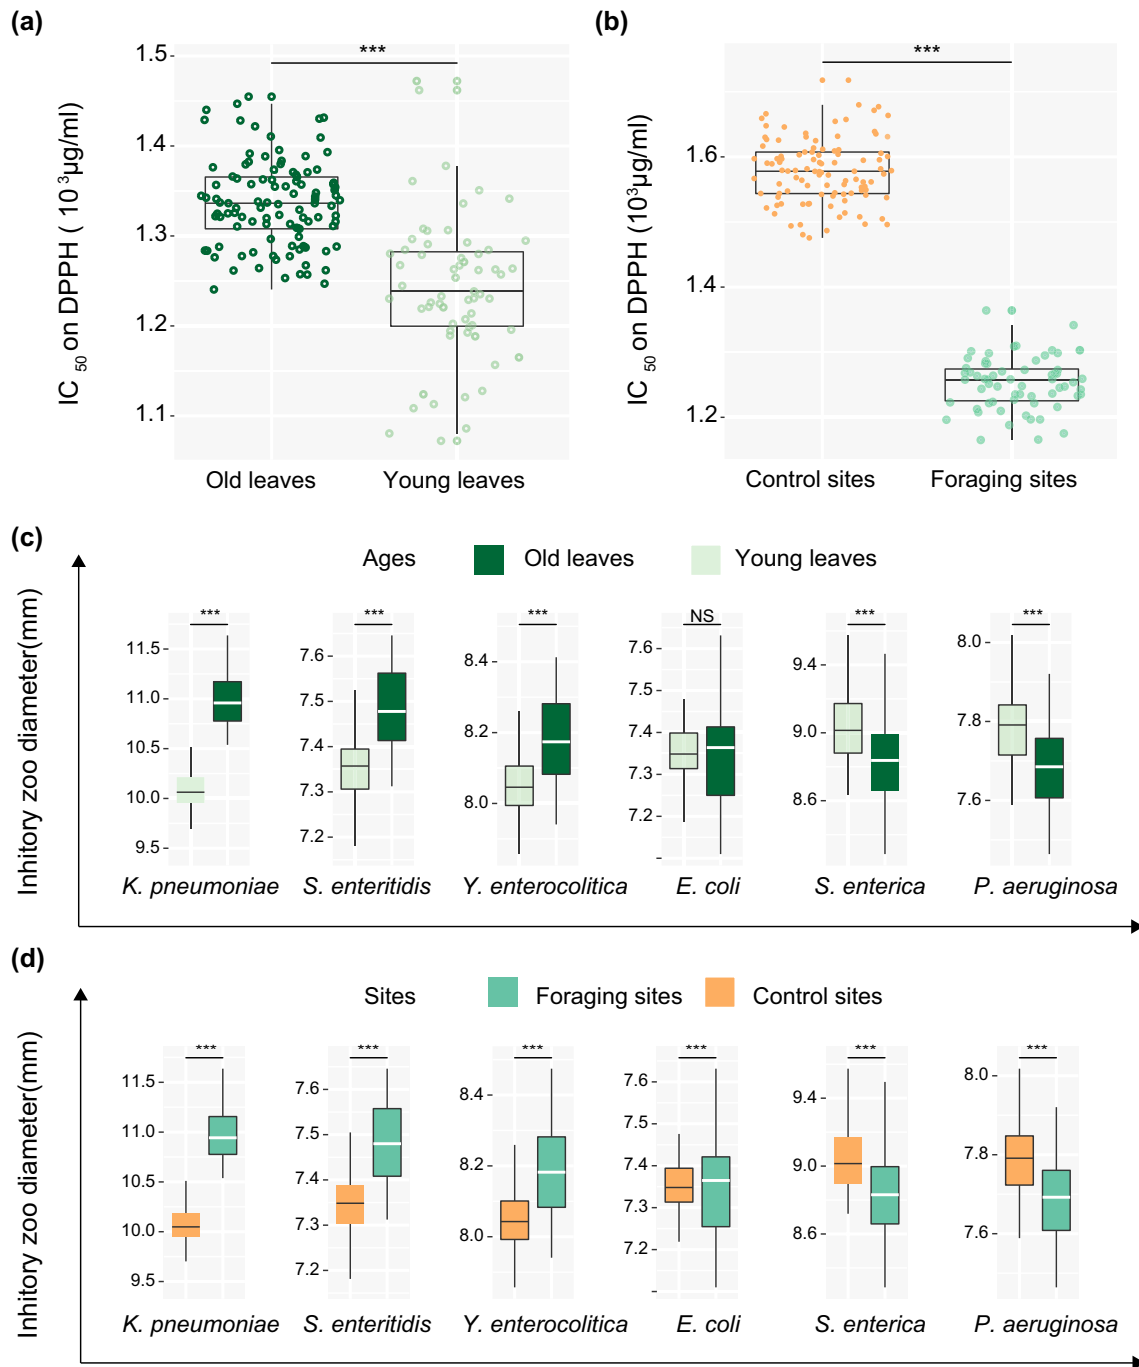 (a)
***
1.5
1.4
1.3
1.2
1.1
IC 50 on DPPH ( 10³µg/ml)
Old leaves
Young leaves
(b)
***
1.6
1.4
1.2
IC 50 on DPPH (10³µg/ml)
Control sites
Foraging sites
(c)
Ages
Old leaves
Young leaves
Inhitory zoo diameter(mm)
***
11.5
11.0
10.5
10.0
9.5
K. pneumoniae
***
7.6
7.5
7.4
7.3
7.2
S. enteritidis
***
8.4
8.2
8.0
Y. enterocolitica
NS
7.6
7.5
7.4
7.3
7.2
E. coli
***
9.4
9.0
8.6
S. enterica
***
8.0
7.8
7.6
P. aeruginosa
(d)
Sites
Foraging sites
Control sites
Inhitory zoo diameter(mm)
***
11.5
11.0
10.5
10.0
9.5
K. pneumoniae
***
7.6
7.5
7.4
7.3
7.2
S. enteritidis
***
8.4
8.2
8.0
Y. enterocolitica
***
7.6
7.5
7.4
7.3
7.2
E. coli
***
9.4
9.0
8.6
S. enterica
***
8.0
7.8
7.6
P. aeruginosa